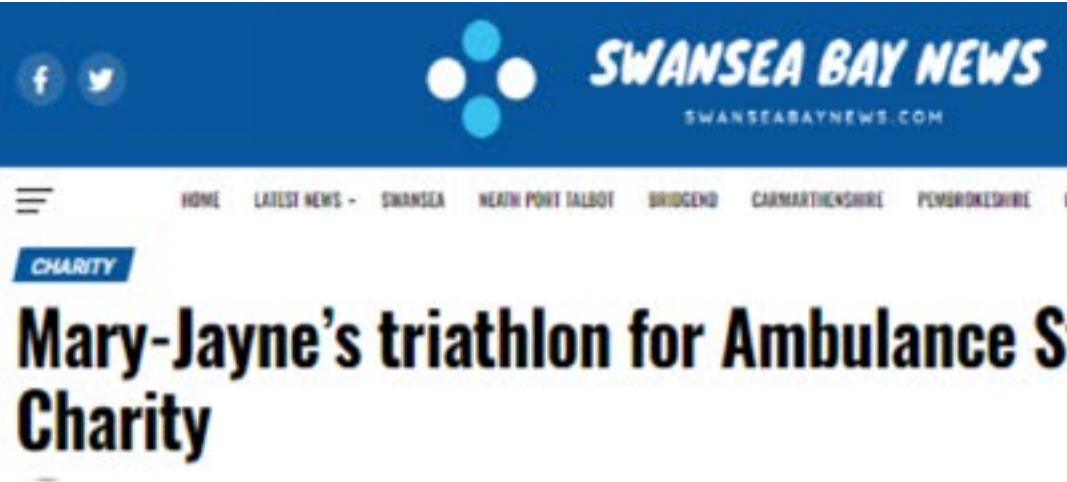 SWANSEA BAY NEWS
SWANSEABAYNEWS.COM
HOME LATEST NEWS SWANSEA NEATH PORT TALBOT BRIDGEND CARMARTHENSHIRE PEMBROKESHIRE
CHARITY
Mary-Jayne’s triathlon for Ambulance
Charity